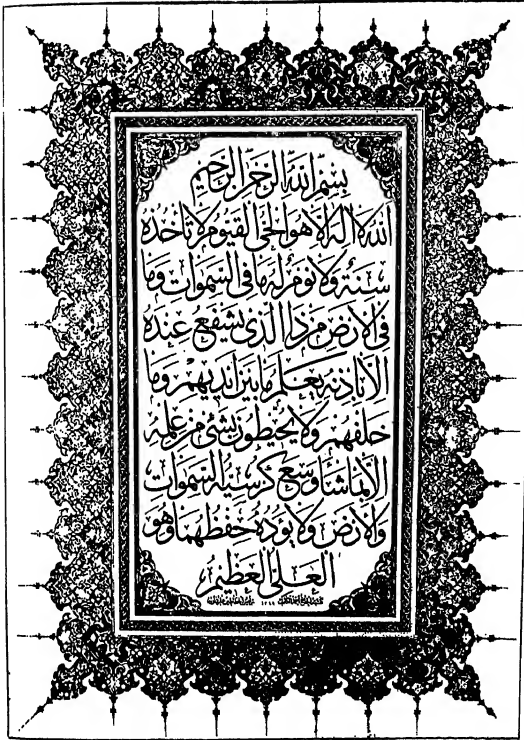 بسم الله الرحمن الرحيم
الله لا اله الا هو الحي القيوم لا تأخذه
سنة ولا نوم له ما في السموات وما
في الارض من ذا الذي يشفع عنده
الا باذنه يعلم ما بين ايديهم وما
خلفهم ولا يحيطون بشئ من علمه
الا بما شاء وسع كرسيه السموات
والارض ولا يؤده حفظهما وهو
العلي العظيم